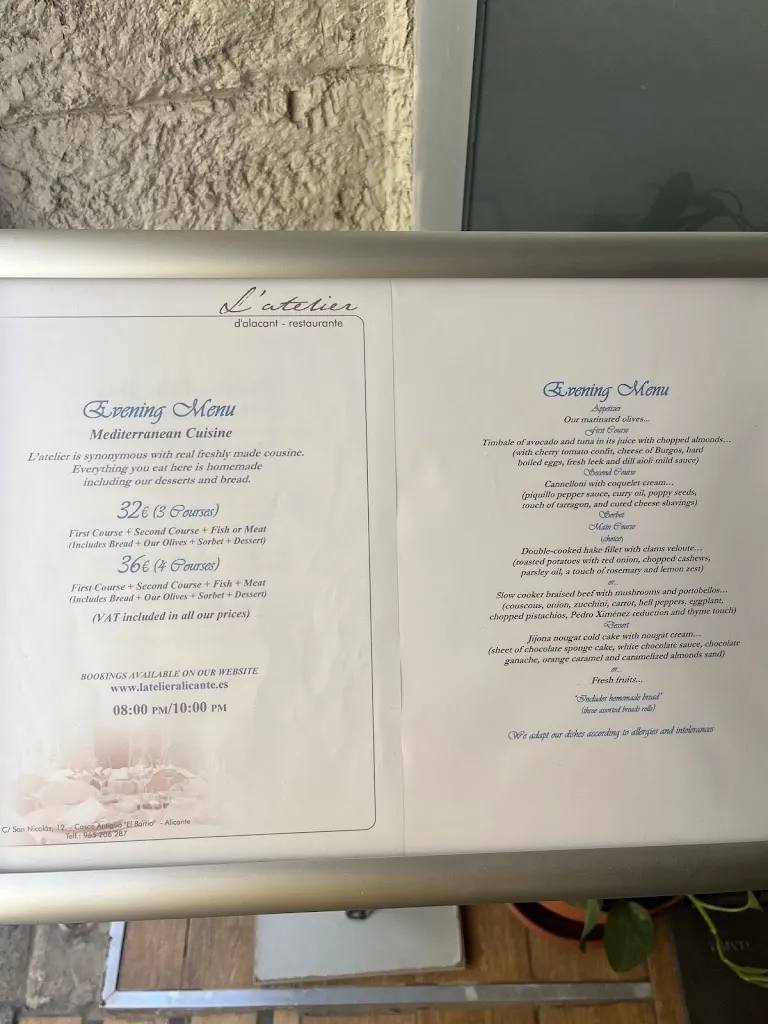 L'atelier
d'alacant - restaurante
Evening Menu
Mediterranean Cuisine
L'atelier is synonymous with real freshly made cousine.
Everything you eat here is homemade
including our desserts and bread.
32€ (3 Courses)
First Course + Second Course + Fish or Meat
(Includes Bread + Our Olives + Sorbet + Dessert)
36€ (4 Courses)
First Course + Second Course + Fish + Meat
(Includes Bread + Our Olives + Sorbet + Dessert)
(VAT included in all our prices)
BOOKINGS AVAILABLE ON OUR WEBSITE
www.latelieralicante.es
08:00 PM/10:00 PM
C/ San Nicolás, 12 - Casco Antiguo "El Barrio" - Alicante
Telf.: 965 206 287
Evening Menu
Appetizer
Our marinated olives...
First Course
Timbale of avocado and tuna in its juice with chopped almonds...
(with cherry tomato confit, cheese of Burgos, hard
boiled eggs, fresh leek and dill aioli mild sauce)
Second Course
Cannelloni with coquelet cream...
(piquillo pepper sauce, curry oil, poppy seeds,
touch of tarragon, and cured cheese shavings)
Sorbet
Main Course
(choice)
Double-cooked hake fillet with clams veloute...
(roasted potatoes with red onion, chopped cashews,
parsley oil, a touch of rosemary and lemon zest)
or...
Slow cooker braised beef with mushrooms and portobellos...
(couscous, onion, zucchini, carrot, bell peppers, eggplant,
chopped pistachios, Pedro Ximénez reduction and thyme touch)
Dessert
Jijona nougat cold cake with nougat cream...
(sheet of chocolate sponge cake, white chocolate sauce, chocolate
ganache, orange caramel and caramelized almonds sand)
or...
Fresh fruits...
"Includes homemade bread"
(three assorted breads rolls)
We adapt our dishes according to allergies and intolerances